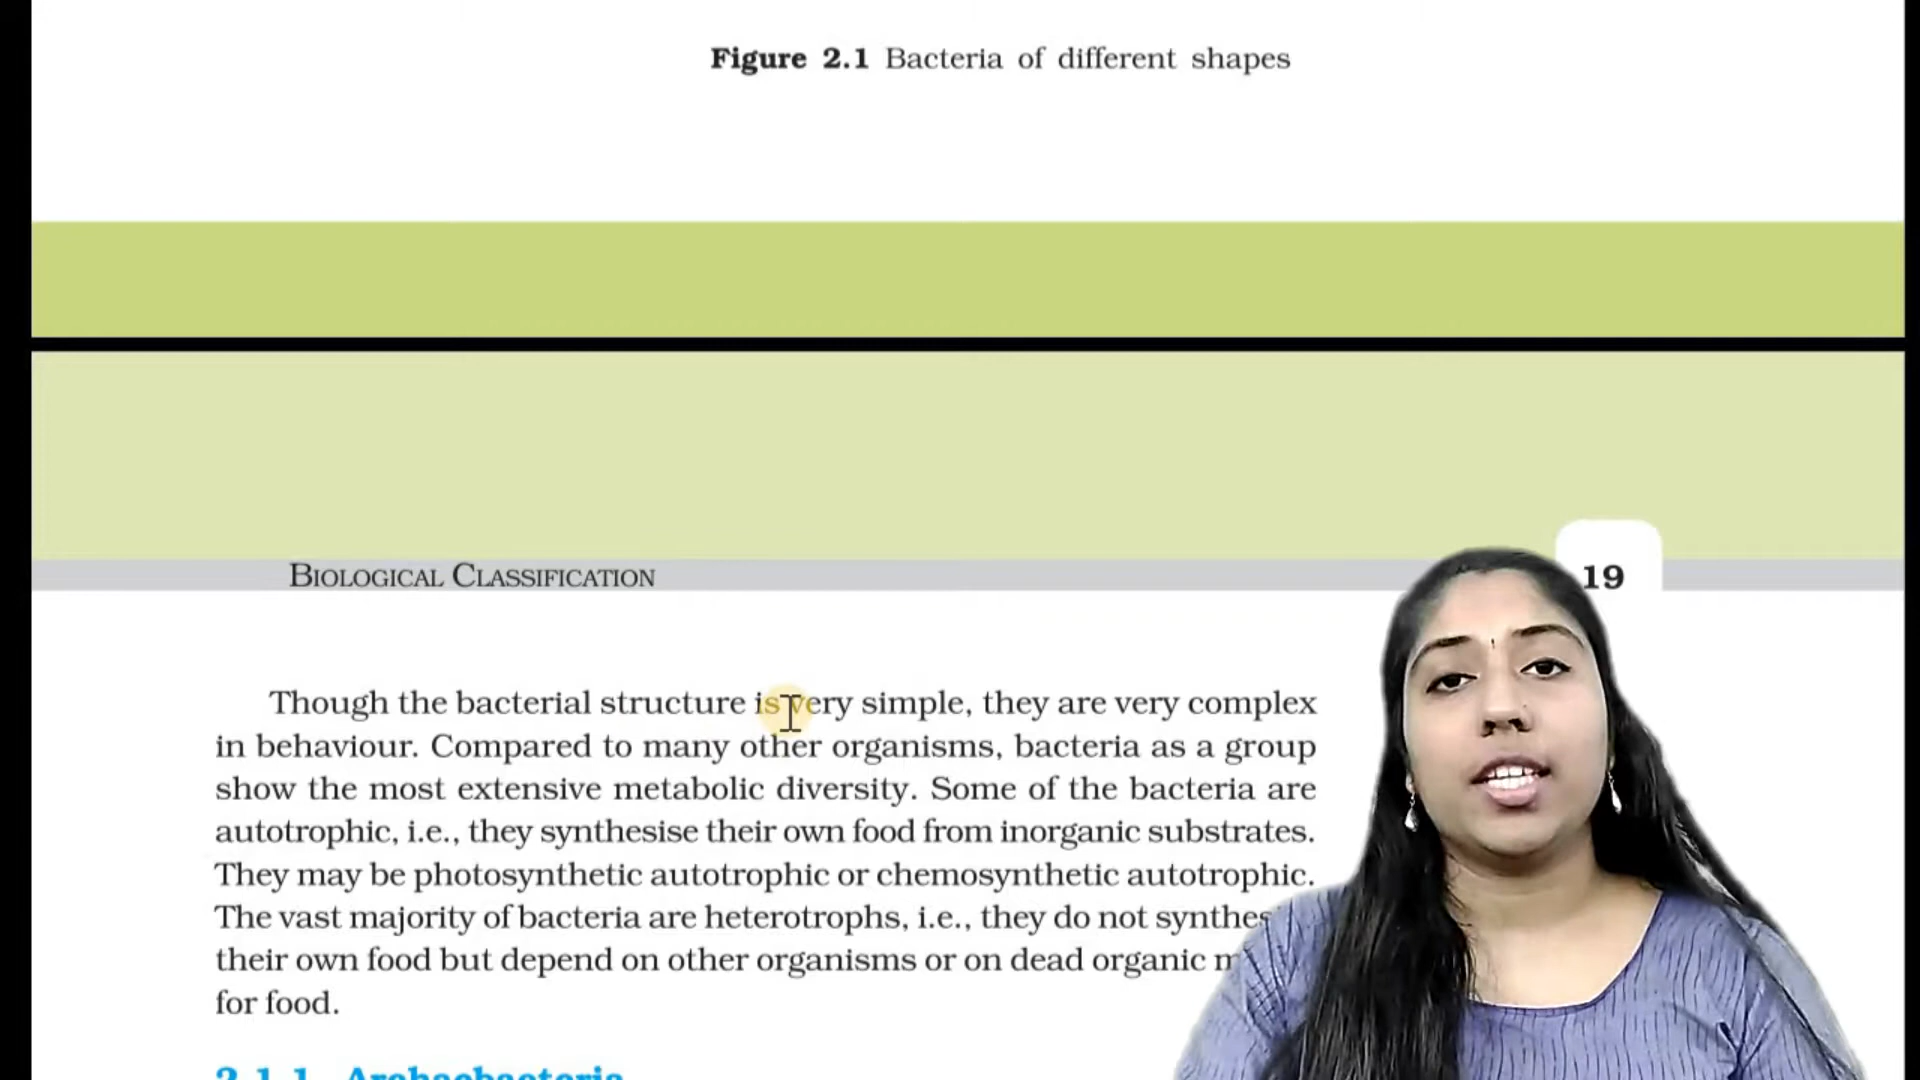 Figure 2.1 Bacteria of different shapes
BIOLOGICAL CLASSIFICATION
19
Though the bacterial structure is very simple, they are very complex
in behaviour. Compared to many other organisms, bacteria as a group
show the most extensive metabolic diversity. Some of the bacteria are
autotrophic, i.e., they synthesise their own food from inorganic substrates.
They may be photosynthetic autotrophic or chemosynthetic autotrophic.
The vast majority of bacteria are heterotrophs, i.e., they do not synthes
their own food but depend on other organisms or on dead organic m
for food.
2.1.1 Archaebacteria